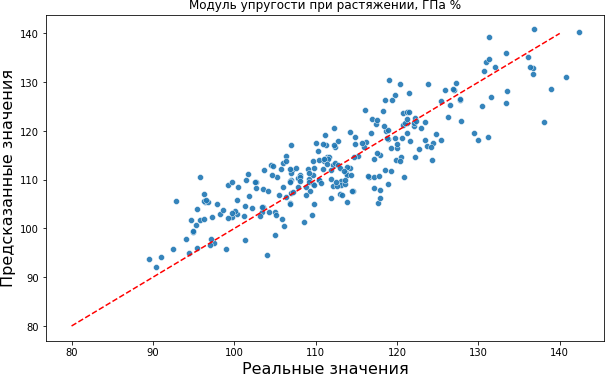 Модуль упругости при растяжении, ГПа %
Предсказанные значения
140
130
120
110
100
90
80
80 90 100 110 120 130 140
Реальные значения